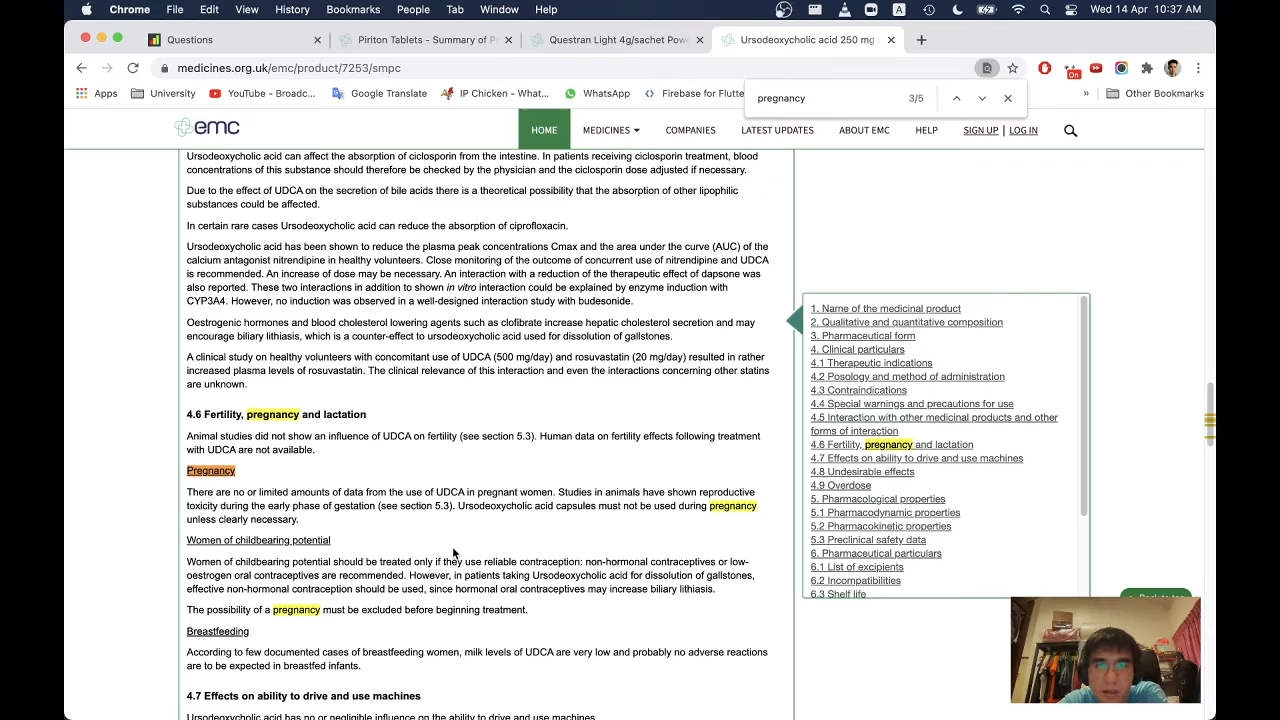 Chrome File Edit View History Bookmarks People Tab Window Help Wed 14 Apr 10:37 AM
Questions Piriton Tablets - Summary of P Questran Light 4g/sachet Pow Ursodeoxycholic acid 250 mg
medicines.org.uk/emc/product/7253/smpc On
Apps University YouTube - Broadc... Google Translate IP Chicken - What... WhatsApp Firebase for Flutte » Other Bookmarks
pregnancy 3/5
emc HOME MEDICINES COMPANIES LATEST UPDATES ABOUT EMC HELP SIGN UP LOG IN
Ursodeoxycholic acid can affect the absorption of ciclosporin from the intestine. In patients receiving ciclosporin treatment, blood
concentrations of this substance should therefore be checked by the physician and the ciclosporin dose adjusted if necessary.
Due to the effect of UDCA on the secretion of bile acids there is a theoretical possibility that the absorption of other lipophilic
substances could be affected.
In certain rare cases Ursodeoxycholic acid can reduce the absorption of ciprofloxacin.
Ursodeoxycholic acid has been shown to reduce the plasma peak concentrations Cmax and the area under the curve (AUC) of the
calcium antagonist nitrendipine in healthy volunteers. Close monitoring of the outcome of concurrent use of nitrendipine and UDCA
is recommended. An increase of dose may be necessary. An interaction with a reduction of the therapeutic effect of dapsone was
also reported. These two interactions in addition to shown in vitro interaction could be explained by enzyme induction with
CYP3A4. However, no induction was observed in a well-designed interaction study with budesonide.
Oestrogenic hormones and blood cholesterol lowering agents such as clofibrate increase hepatic cholesterol secretion and may
encourage biliary lithiasis, which is a counter-effect to ursodeoxycholic acid used for dissolution of gallstones.
A clinical study on healthy volunteers with concomitant use of UDCA (500 mg/day) and rosuvastatin (20 mg/day) resulted in rather
increased plasma levels of rosuvastatin. The clinical relevance of this interaction and even the interactions concerning other statins
are unknown.
4.6 Fertility, pregnancy and lactation
Animal studies did not show an influence of UDCA on fertility (see section 5.3). Human data on fertility effects following treatment
with UDCA are not available.
Pregnancy
There are no or limited amounts of data from the use of UDCA in pregnant women. Studies in animals have shown reproductive
toxicity during the early phase of gestation (see section 5.3). Ursodeoxycholic acid capsules must not be used during pregnancy
unless clearly necessary.
Women of childbearing potential
Women of childbearing potential should be treated only if they use reliable contraception: non-hormonal contraceptives or low-
oestrogen oral contraceptives are recommended. However, in patients taking Ursodeoxycholic acid for dissolution of gallstones,
effective non-hormonal contraception should be used, since hormonal oral contraceptives may increase biliary lithiasis.
The possibility of a pregnancy must be excluded before beginning treatment.
Breastfeeding
According to few documented cases of breastfeeding women, milk levels of UDCA are very low and probably no adverse reactions
are to be expected in breastfed infants.
4.7 Effects on ability to drive and use machines
Ursodeoxycholic acid has no or negligible influence on the ability to drive and use machines.
1. Name of the medicinal product
2. Qualitative and quantitative composition
3. Pharmaceutical form
4. Clinical particulars
4.1 Therapeutic indications
4.2 Posology and method of administration
4.3 Contraindications
4.4 Special warnings and precautions for use
4.5 Interaction with other medicinal products and other
forms of interaction
4.6 Fertility, pregnancy and lactation
4.7 Effects on ability to drive and use machines
4.8 Undesirable effects
4.9 Overdose
5. Pharmacological properties
5.1 Pharmacodynamic properties
5.2 Pharmacokinetic properties
5.3 Preclinical safety data
6. Pharmaceutical particulars
6.1 List of excipients
6.2 Incompatibilities
6.3 Shelf life
Back to top